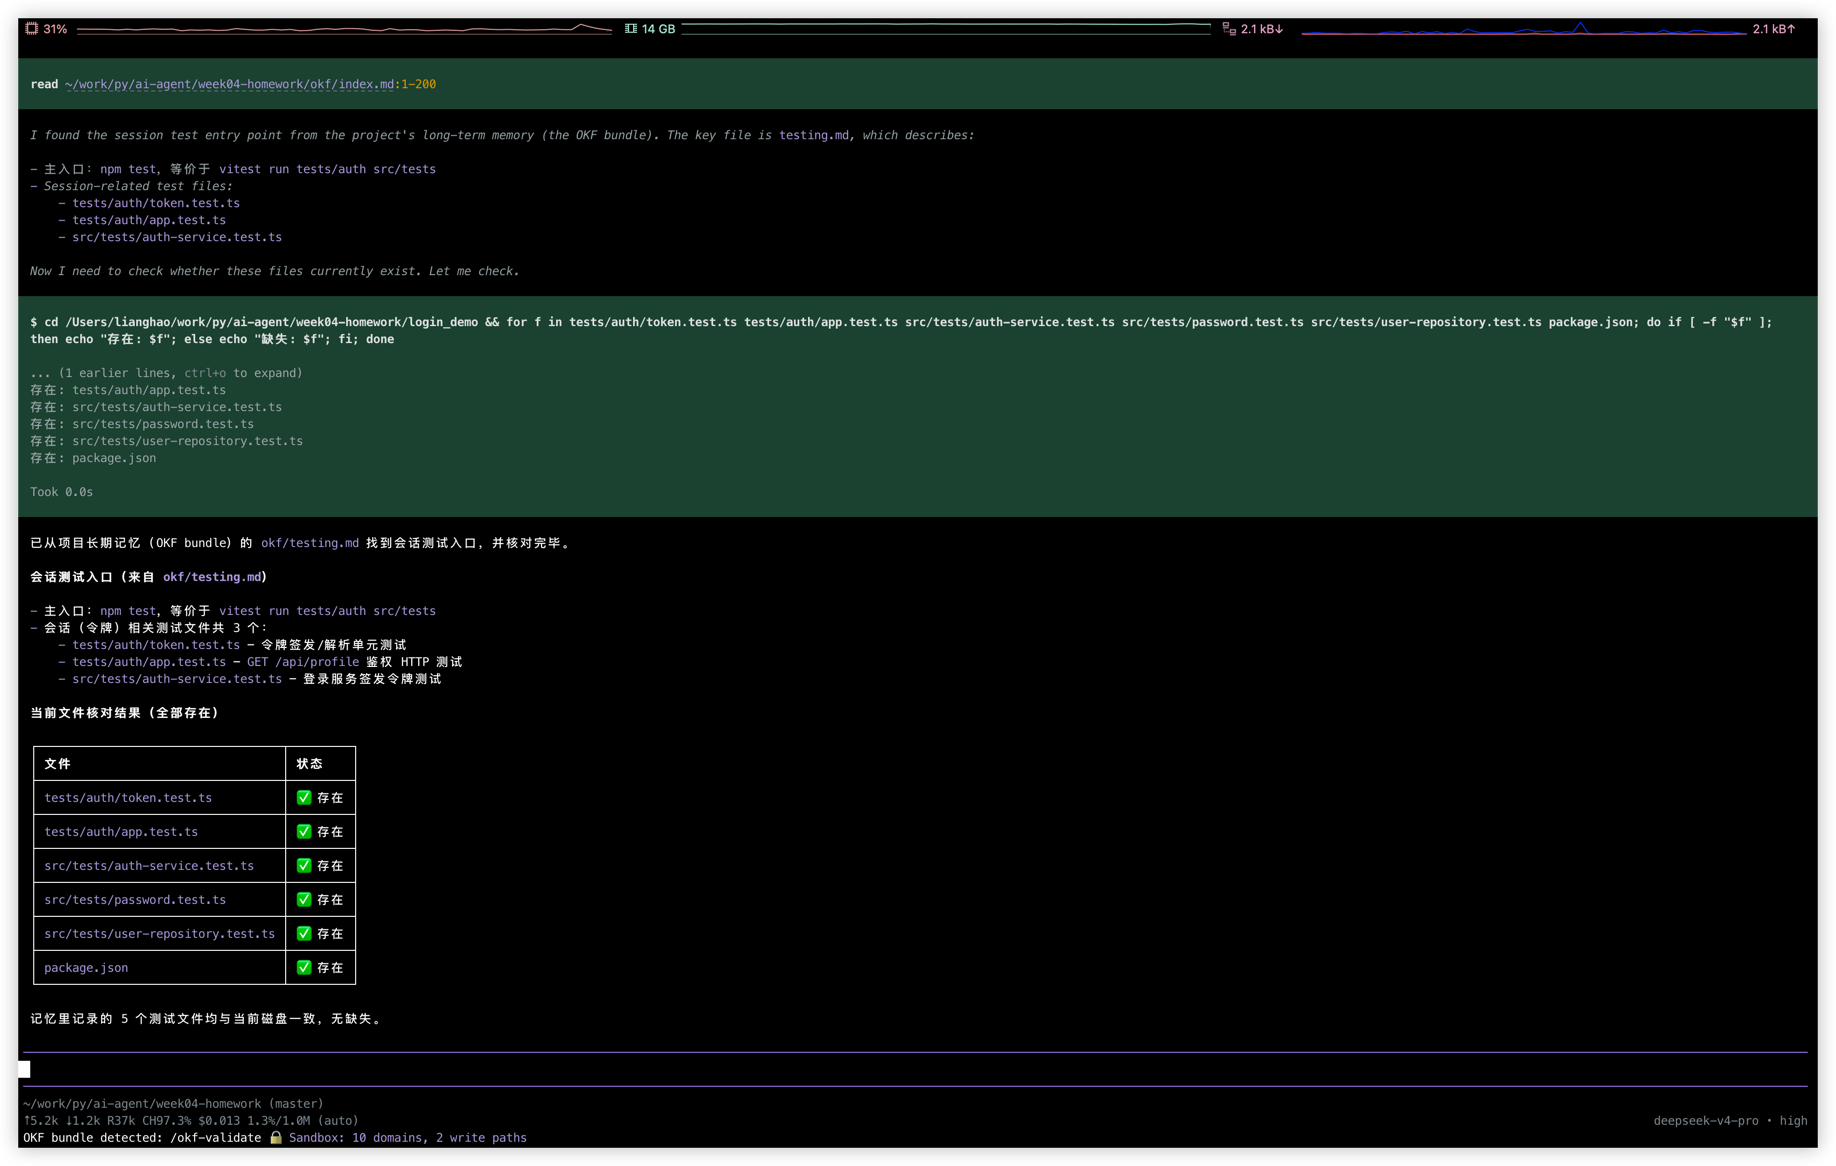 31% 14 GB 2.1 kB↓ 2.1 kB↑
read ~/work/py/ai-agent/week04-homework/okf/index.md:1-200
I found the session test entry point from the project's long-term memory (the OKF bundle). The key file is testing.md, which describes:
- 主入口: npm test, 等价于 vitest run tests/auth src/tests
- Session-related test files:
- tests/auth/token.test.ts
- tests/auth/app.test.ts
- src/tests/auth-service.test.ts
Now I need to check whether these files currently exist. Let me check.
$ cd /Users/lianghao/work/py/ai-agent/week04-homework/login_demo && for f in tests/auth/token.test.ts tests/auth/app.test.ts src/tests/auth-service.test.ts src/tests/password.test.ts src/tests/user-repository.test.ts package.json; do if [ -f "$f" ];
then echo "存在: $f"; else echo "缺失: $f"; fi; done
... (1 earlier lines, ctrl+o to expand)
存在: tests/auth/app.test.ts
存在: src/tests/auth-service.test.ts
存在: src/tests/password.test.ts
存在: src/tests/user-repository.test.ts
存在: package.json
Took 0.0s
已从项目长期记忆（OKF bundle）的 okf/testing.md 找到会话测试入口，并核对完毕。
会话测试入口（来自 okf/testing.md）
- 主入口: npm test, 等价于 vitest run tests/auth src/tests
- 会话（令牌）相关测试文件共 3 个:
- tests/auth/token.test.ts — 令牌签发/解析单元测试
- tests/auth/app.test.ts — GET /api/profile 鉴权 HTTP 测试
- src/tests/auth-service.test.ts — 登录服务签发令牌测试
当前文件核对结果（全部存在）
文件 状态
tests/auth/token.test.ts ✅ 存在
tests/auth/app.test.ts ✅ 存在
src/tests/auth-service.test.ts ✅ 存在
src/tests/password.test.ts ✅ 存在
src/tests/user-repository.test.ts ✅ 存在
package.json ✅ 存在
记忆里记录的 5 个测试文件均与当前磁盘一致，无缺失。
~/work/py/ai-agent/week04-homework (master)
↑5.2k ↓1.2k R37k CH97.3% $0.013 1.3%/1.0M (auto) deepseek-v4-pro • high
OKF bundle detected: /okf-validate 🔒 Sandbox: 10 domains, 2 write paths